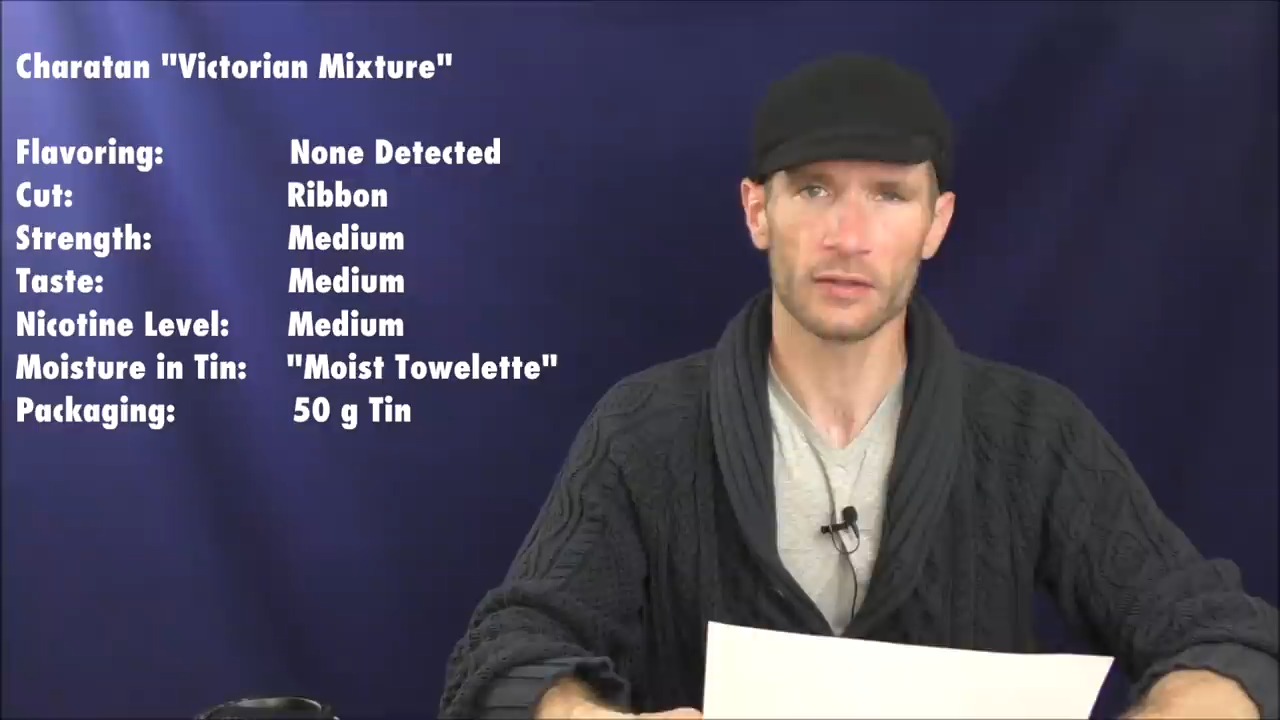 Charatan "Victorian Mixture"
Flavoring: None Detected
Cut: Ribbon
Strength: Medium
Taste: Medium
Nicotine Level: Medium
Moisture in Tin: "Moist Towelette"
Packaging: 50 g Tin